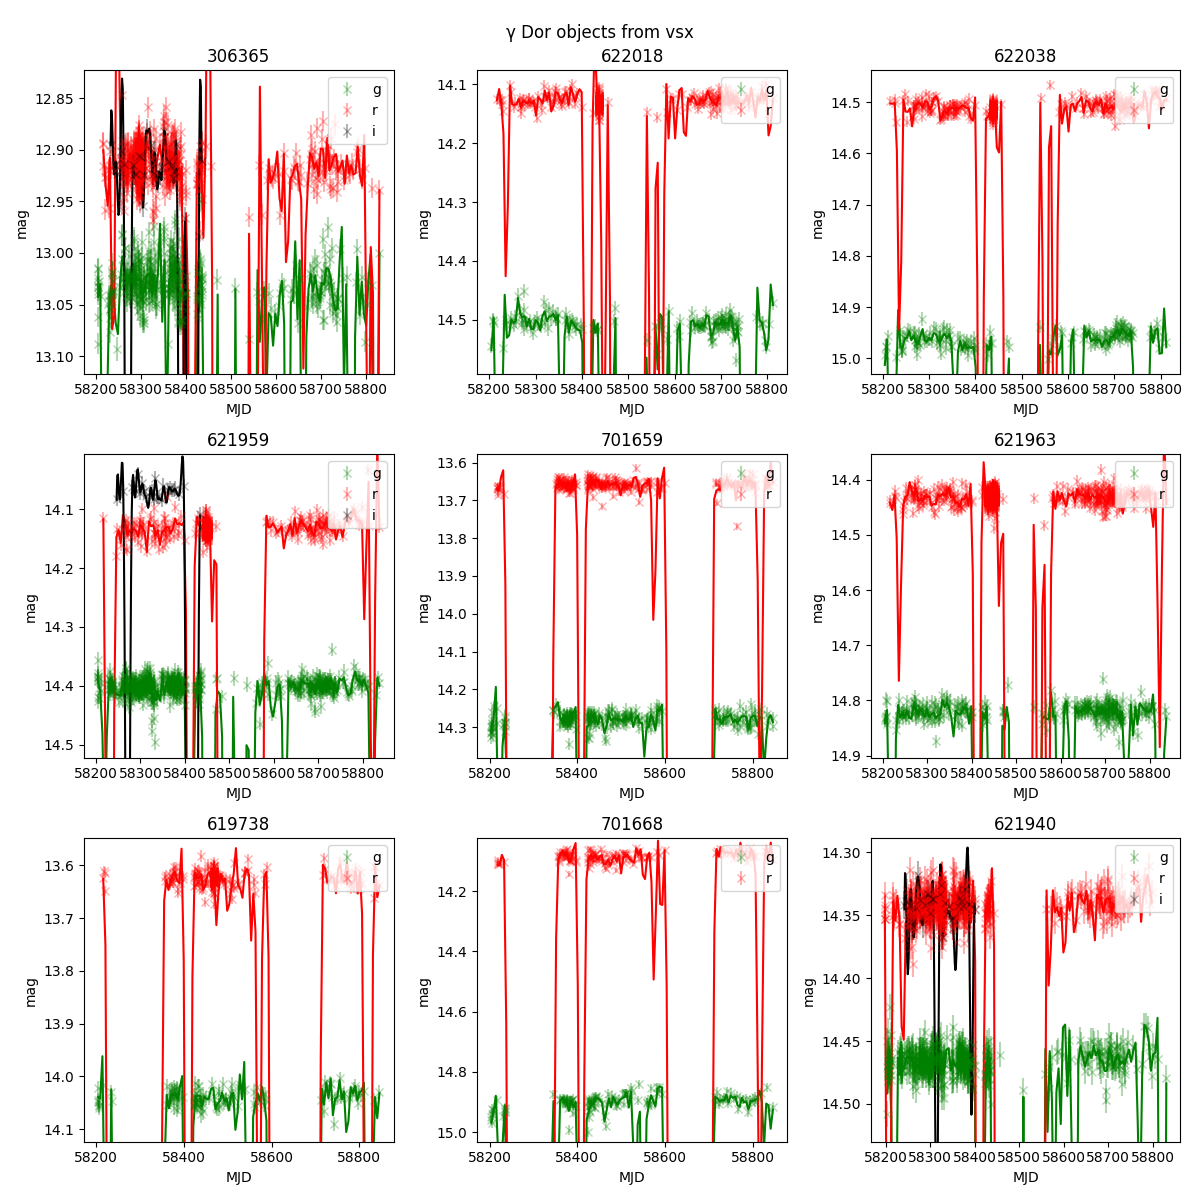 γ Dor objects from vsx
306365
622018
622038
g
r
i
g
r
g
r
mag
12.85
12.90
12.95
13.00
13.05
13.10
mag
14.1
14.2
14.3
14.4
14.5
mag
14.5
14.6
14.7
14.8
14.9
15.0
58200 58300 58400 58500 58600 58700 58800
58200 58300 58400 58500 58600 58700 58800
58200 58300 58400 58500 58600 58700 58800
MJD
MJD
MJD
621959
701659
621963
g
r
i
g
r
g
r
mag
14.1
14.2
14.3
14.4
14.5
mag
13.6
13.7
13.8
13.9
14.0
14.1
14.2
14.3
mag
14.4
14.5
14.6
14.7
14.8
14.9
58200 58300 58400 58500 58600 58700 58800
58200 58400 58600 58800
58200 58300 58400 58500 58600 58700 58800
MJD
MJD
MJD
619738
701668
621940
g
r
g
r
g
r
i
mag
13.6
13.7
13.8
13.9
14.0
14.1
mag
14.2
14.4
14.6
14.8
15.0
mag
14.30
14.35
14.40
14.45
14.50
58200 58400 58600 58800
58200 58400 58600 58800
58200 58300 58400 58500 58600 58700 58800
MJD
MJD
MJD